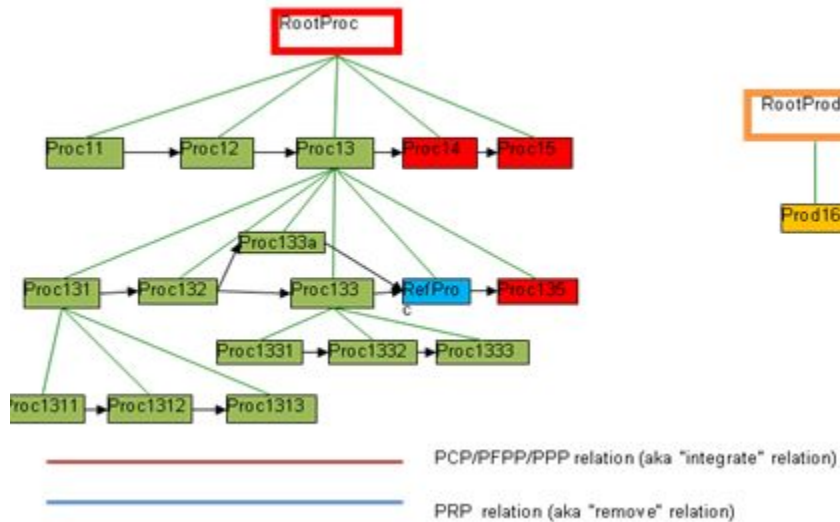 RootProc
RootProd
Proc11
Proc12
Proc13
Proc14
Proc15
Prod16
Proc133a
Proc131
Proc132
Proc133
RefPro
c
Proc135
Proc1331
Proc1332
Proc1333
Proc1311
Proc1312
Proc1313
PCP/PFPP/PPP relation (aka "integrate" relation)
PRP relation (aka "remove" relation)